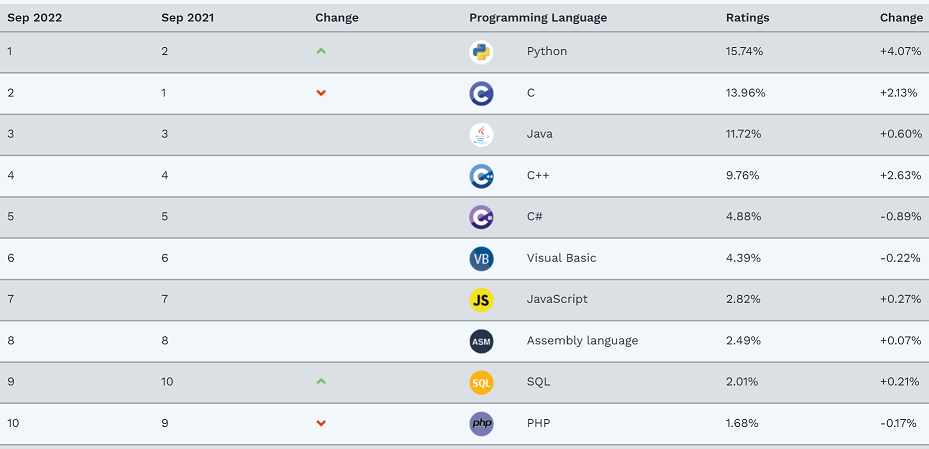 Sep 2022 Sep 2021 Change Programming Language Ratings Change
1 2 Python 15.74% +4.07%
2 1 C C 13.96% +2.13%
3 3 Java Java 11.72% +0.60%
4 4 C++ C++ 9.76% +2.63%
5 5 C C# 4.88% -0.89%
6 6 VB Visual Basic 4.39% -0.22%
7 7 JS JavaScript 2.82% +0.27%
8 8 ASM Assembly language 2.49% +0.07%
9 10 SQL SQL 2.01% +0.21%
10 9 php PHP 1.68% -0.17%